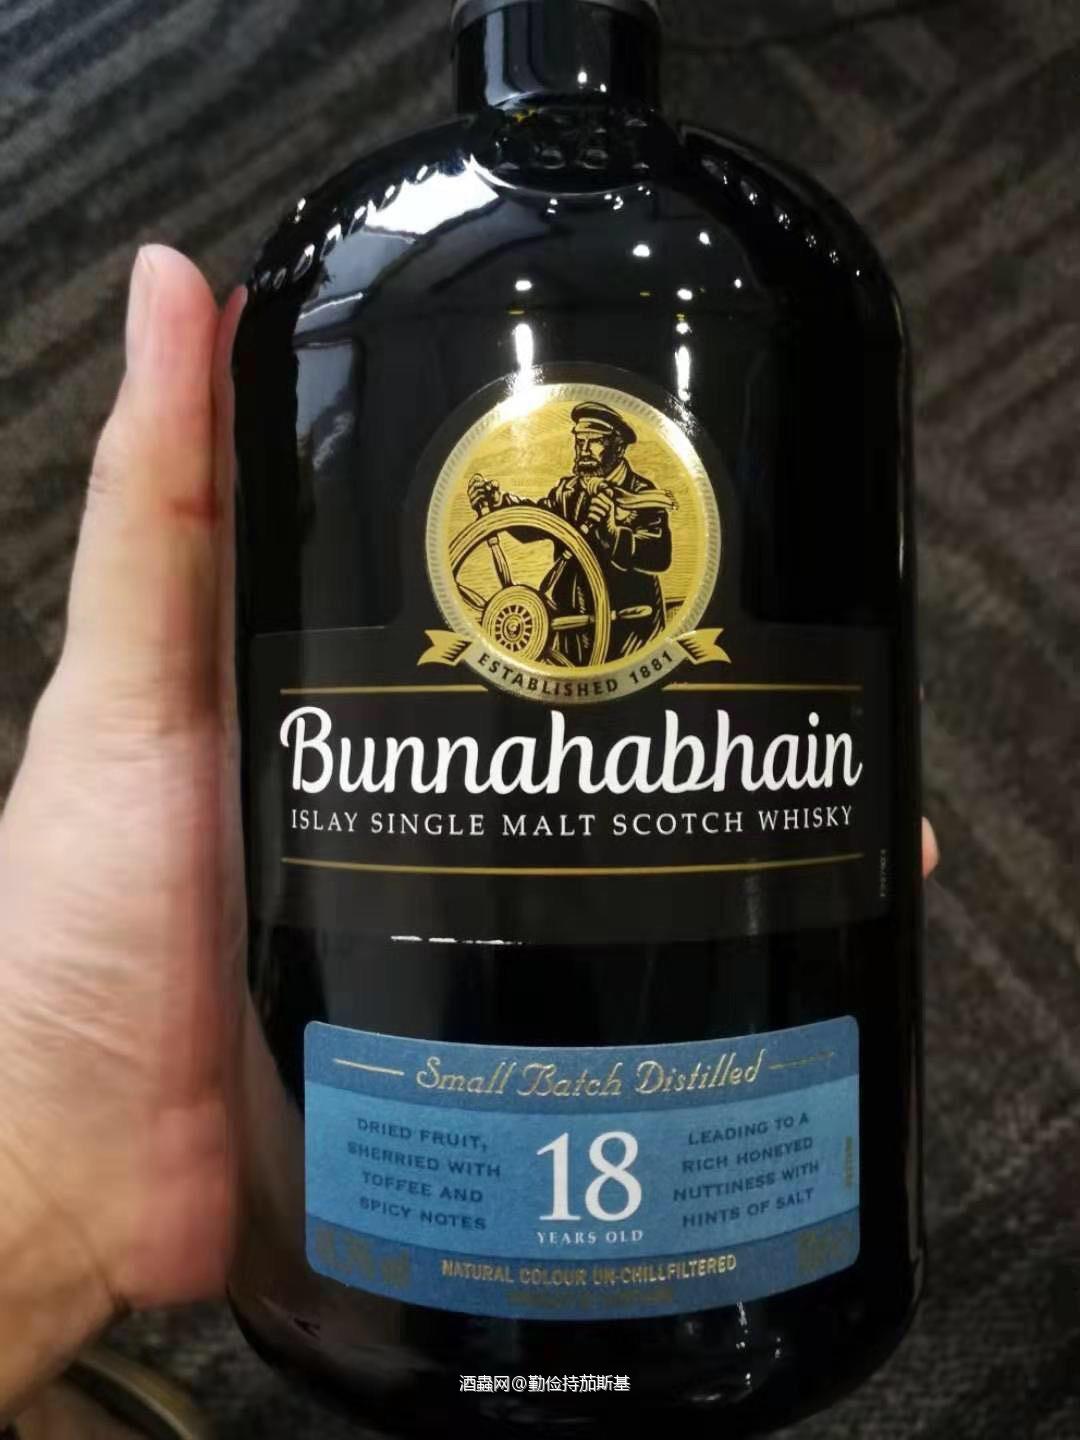 ESTABLISHED 1881
Bunnahabhain
ISLAY SINGLE MALT SCOTCH WHISKY
Small Batch Distilled
DRIED FRUIT,
SHERRIED WITH
TOFFEE AND
SPICY NOTES
18
YEARS OLD
LEADING TO A
RICH HONEYED
NUTTINESS WITH
HINTS OF SALT
NATURAL COLOUR UN-CHILLFILTERED
酒蟲网@勤俭持茄斯基